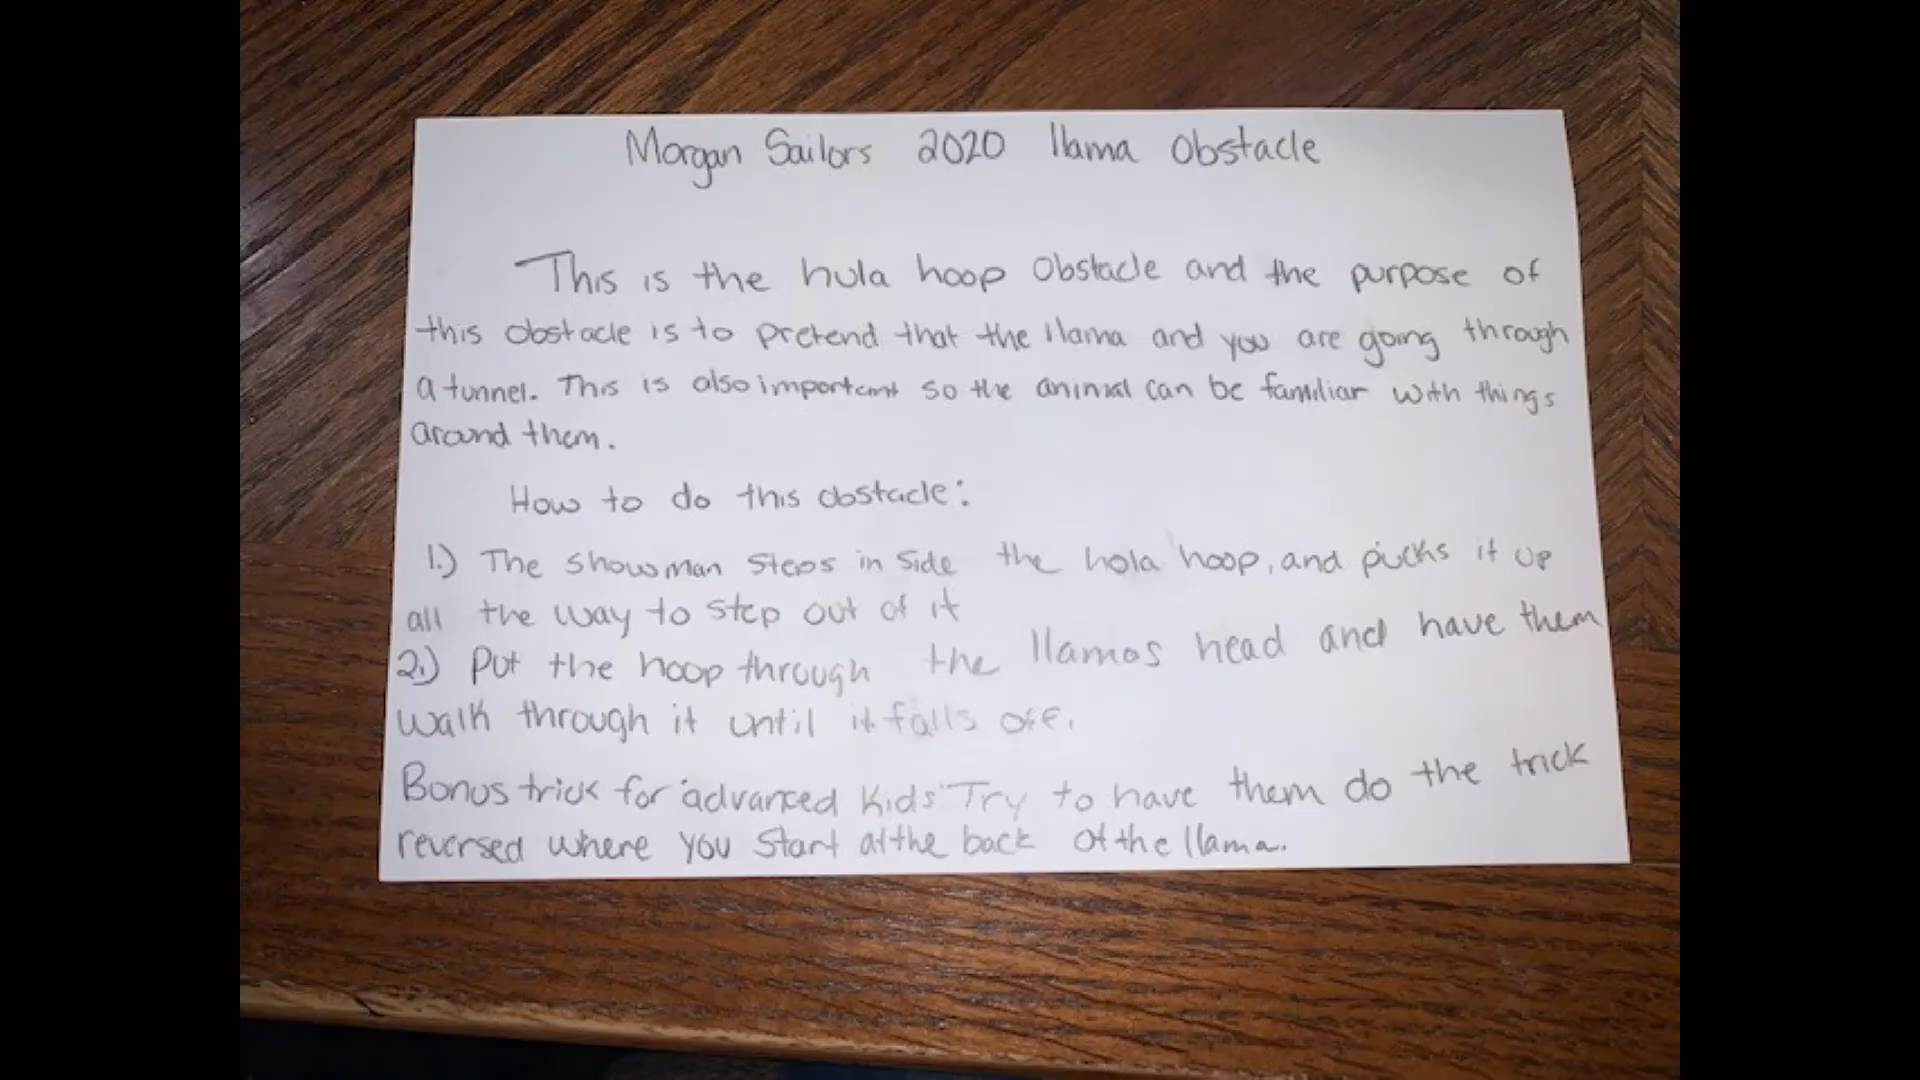 Morgan Sailors 2020 llama obstacle
This is the hula hoop obstacle and the purpose of
this obstacle is to pretend that the llama and you are going through
a tunnel. This is also important so the animal can be familiar with things
around them.
How to do this obstacle:
1.) The showman steps in side the hola hoop, and picks it up
all the way to step out of it
2.) Put the hoop through the llamas head and have them
walk through it until it falls off.
Bonus trick for "advanced kids" Try to have them do the trick
reversed where you start at the back of the llama.